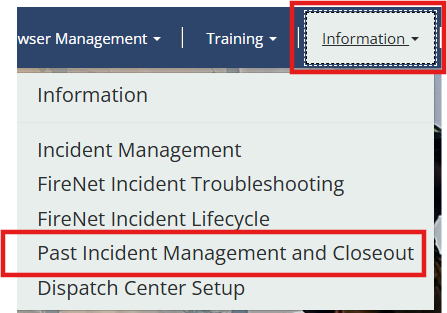 wser Management | Training | Information
Information
Incident Management
FireNet Incident Troubleshooting
FireNet Incident Lifecycle
Past Incident Management and Closeout
Dispatch Center Setup